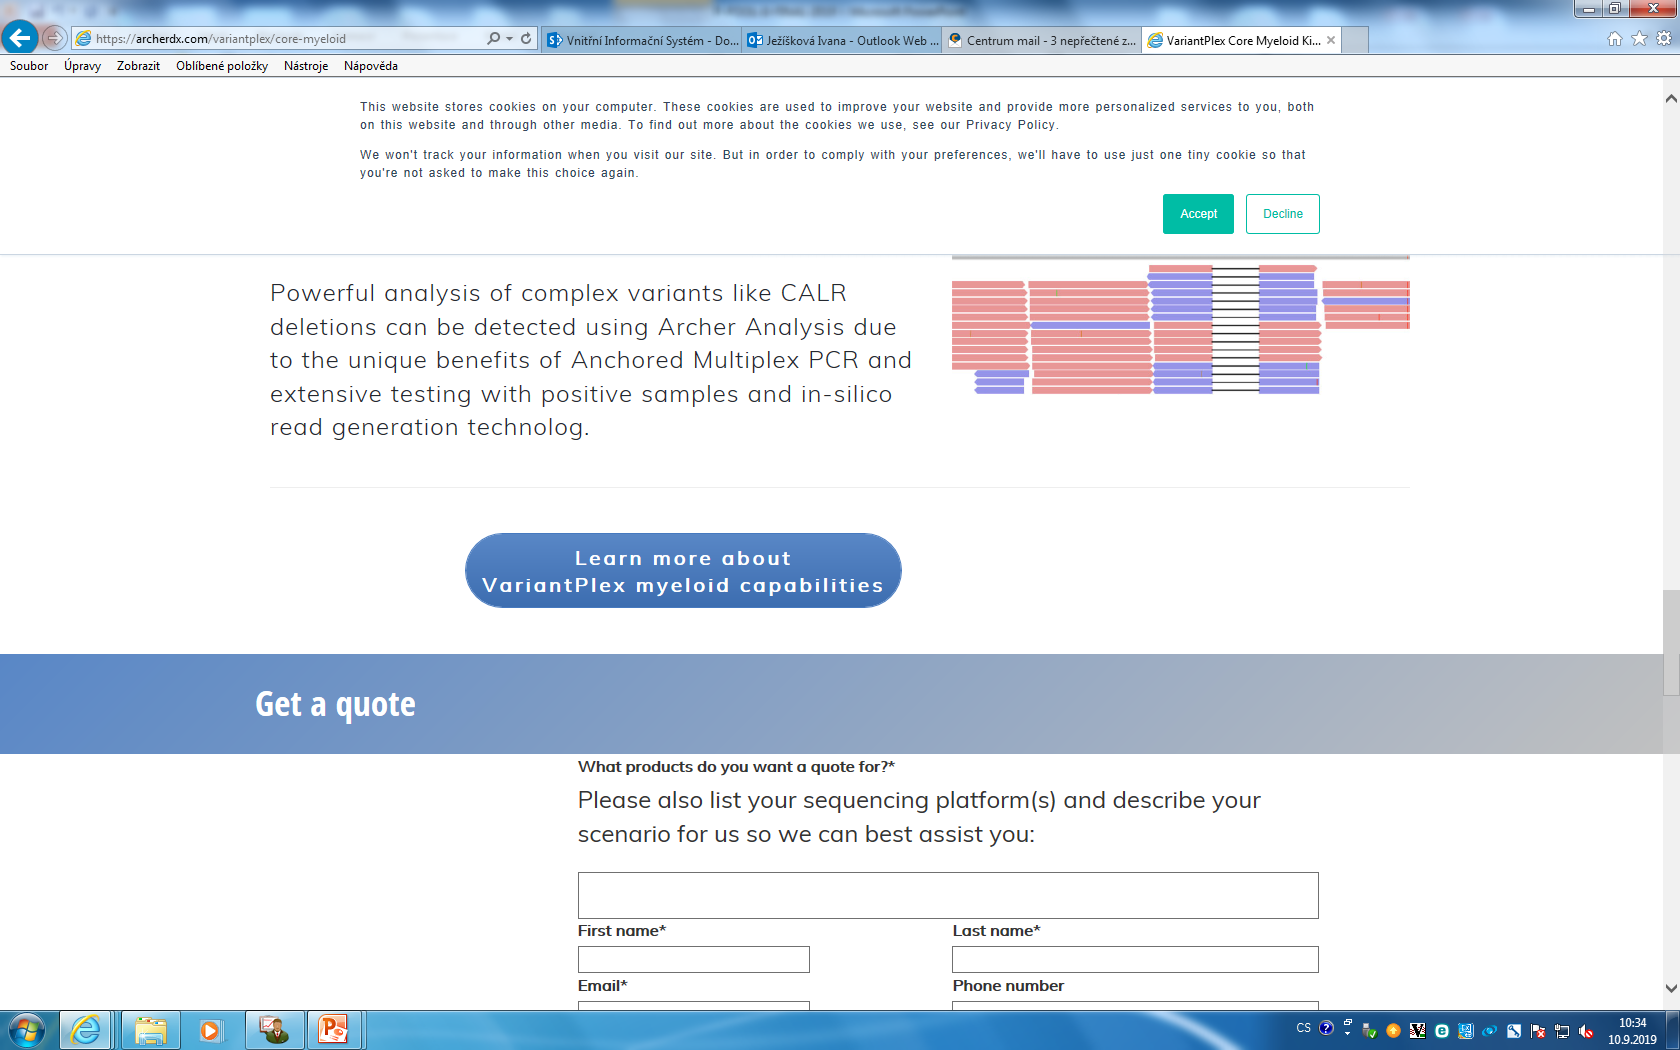 https://archerdx.com/variantplex/core-myeloid
Vnitřní Informační Systém - Do...
Ježíšková Ivana - Outlook Web ...
Centrum mail - 3 nepřečtené z...
VariantPlex Core Myeloid Ki...
Soubor Úpravy Zobrazit Oblíbené položky Nástroje Nápověda
This website stores cookies on your computer. These cookies are used to improve your website and provide more personalized services to you, both
on this website and through other media. To find out more about the cookies we use, see our Privacy Policy.
We won't track your information when you visit our site. But in order to comply with your preferences, we'll have to use just one tiny cookie so that
you're not asked to make this choice again.
Accept Decline
Powerful analysis of complex variants like CALR
deletions can be detected using Archer Analysis due
to the unique benefits of Anchored Multiplex PCR and
extensive testing with positive samples and in-silico
read generation technolog.
Learn more about
VariantPlex myeloid capabilities
Get a quote
What products do you want a quote for?*
Please also list your sequencing platform(s) and describe your
scenario for us so we can best assist you:
First name* Last name*
Email* Phone number
CS
10:34
10.9.2019